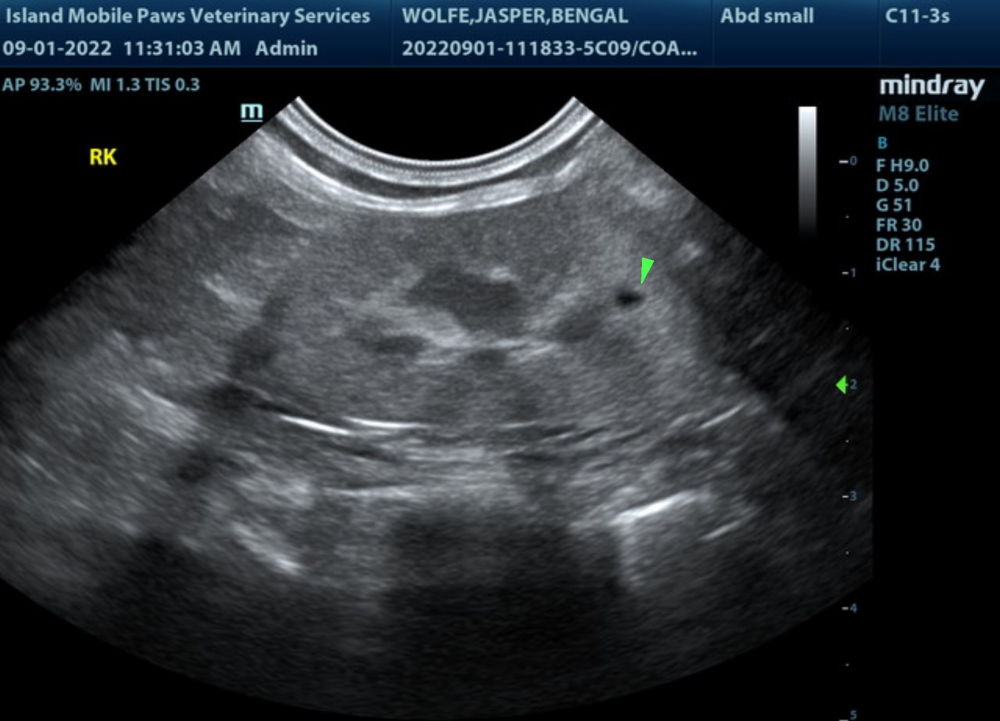 Island Mobile Paws Veterinary Services WOLFE,JASPER,BENGAL Abd small C11-3s
09-01-2022 11:31:03 AM Admin 20220901-111833-5C09/COA...
AP 93.3% MI 1.3 TIS 0.3
mindray
m
M8 Elite
RK
B
F H9.0
D 5.0
G 51
FR 30
DR 115
iClear 4
0
1
2
3
4
5